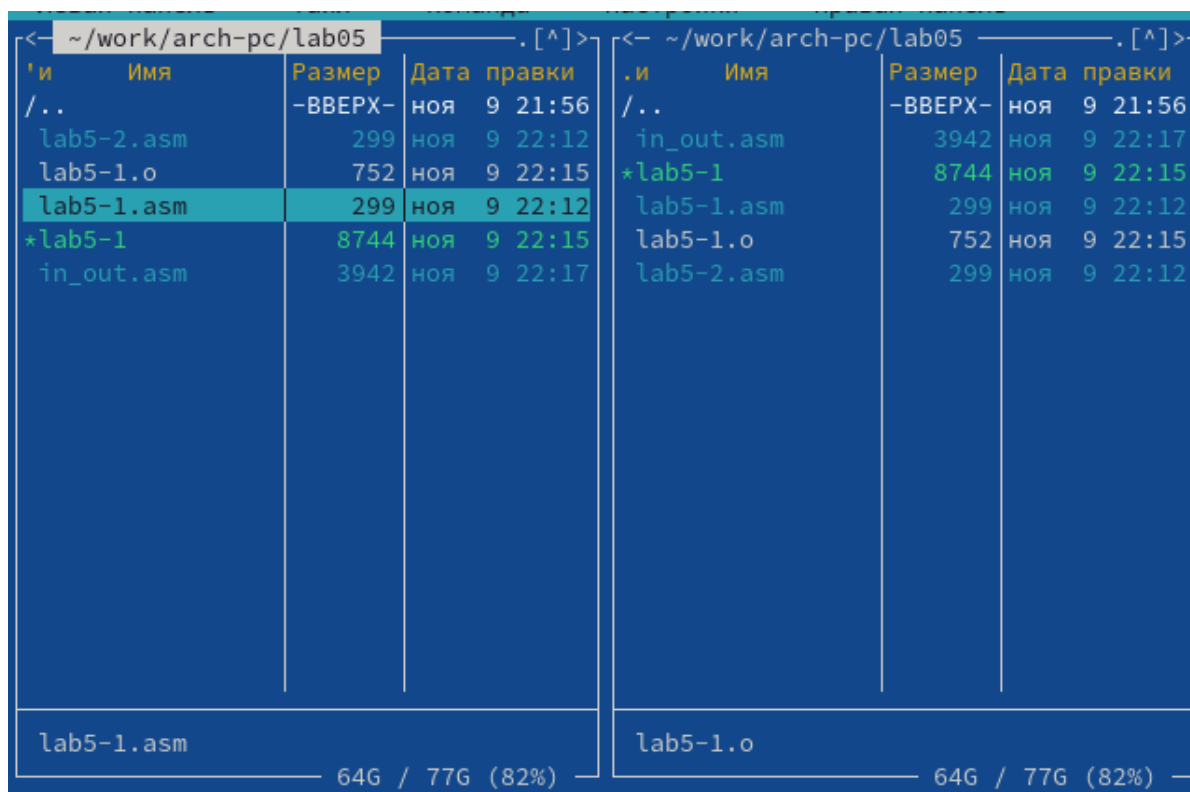 <— ~/work/arch-pc/lab05 —.[^]>
'и Имя Размер Дата правки
/.. -ВВЕРХ- ноя 9 21:56
lab5-2.asm 299 ноя 9 22:12
lab5-1.o 752 ноя 9 22:15
lab5-1.asm 299 ноя 9 22:12
*lab5-1 8744 ноя 9 22:15
in_out.asm 3942 ноя 9 22:17
lab5-1.asm
64G / 77G (82%)
<— ~/work/arch-pc/lab05 —.[^]>
.и Имя Размер Дата правки
/.. -ВВЕРХ- ноя 9 21:56
in_out.asm 3942 ноя 9 22:17
*lab5-1 8744 ноя 9 22:15
lab5-1.asm 299 ноя 9 22:12
lab5-1.o 752 ноя 9 22:15
lab5-2.asm 299 ноя 9 22:12
lab5-1.o
64G / 77G (82%)